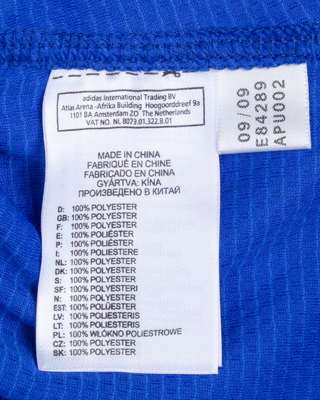 adidas International Trading BV
Atlas Arena -Afrika Building Hoogoorddreef 9a
1101 BA Amsterdam ZO The Netherlands
VAT NO. NL 8073.01.322.B.01
MADE IN CHINA
FABRIQUÉ EN CHINE
FABRICADO EN CHINA
GYÁRTVA: KÍNA
ПРОИЗВЕДЕНО В КИТАЙ
D: 100% POLYESTER
GB: 100% POLYESTER
F: 100% POLYESTER
E: 100% POLIÉSTER
P: 100% POLIÉSTER
I: 100% POLIESTERE
NL: 100% POLYESTER
DK: 100% POLYESTER
S: 100% POLYESTER
SF: 100% POLYESTERI
N: 100% POLYESTER
EST: 100% POLÜESTER
LV: 100% POLIESTERIS
LT: 100% POLIESTERIS
PL: 100% WŁÓKNO POLIESTROWE
CZ: 100% POLYESTER
SK: 100% POLYESTER
09/09
E84289
APU002